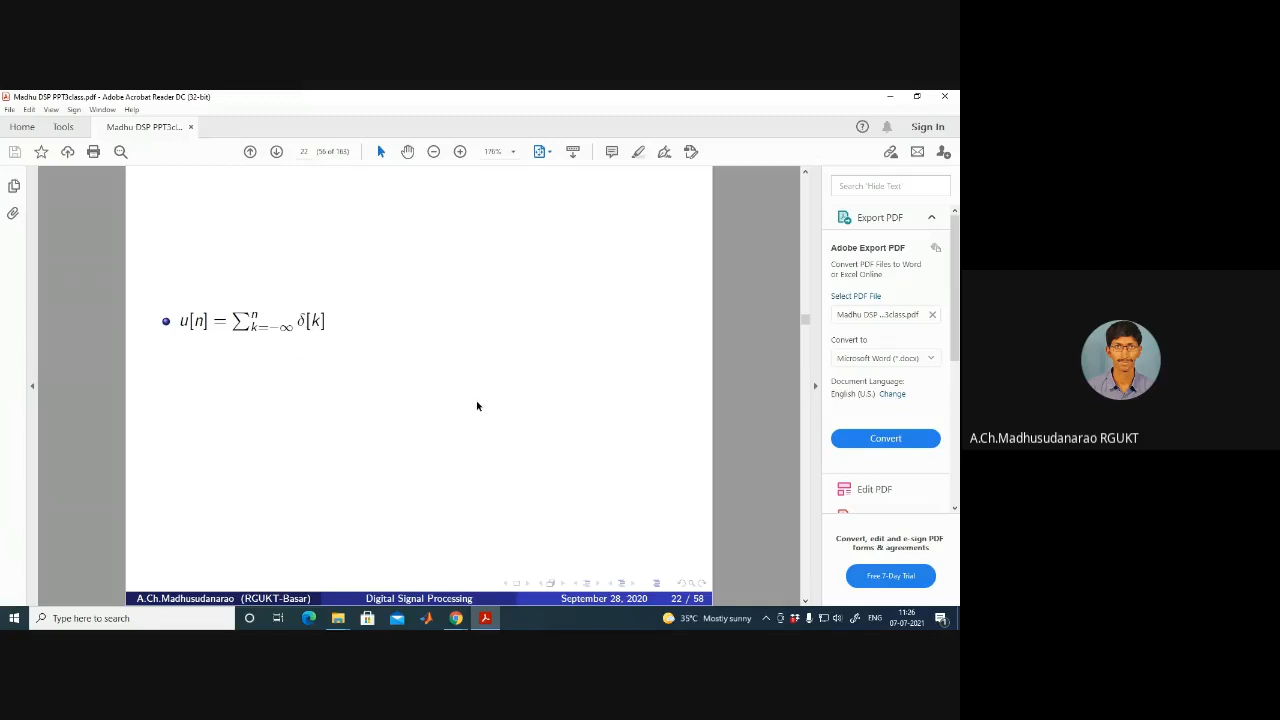 Madhu DSP PPT3class.pdf - Adobe Acrobat Reader DC (32-bit)
File Edit View Sign Window Help
Home Tools Madhu DSP PPT3cl... × Sign In
22 (56 of 163) 176%
Search 'Hide Text
Export PDF
Adobe Export PDF
Convert PDF Files to Word
or Excel Online
Select PDF File
Madhu DSP ...3class.pdf
Convert to
Microsoft Word (*.docx)
Document Language:
English (U.S.) Change
Convert
Edit PDF
Convert, edit and e-sign PDF
forms & agreements
Free 7-Day Trial
u[n] = ∑ⁿₖ₌₋∞ δ[k]
A.Ch.Madhusudanarao (RGUKT-Basar) Digital Signal Processing September 28, 2020 22 / 58
Type here to search 35°C Mostly sunny ENG 11:26
07-07-2021
A.Ch.Madhusudanarao RGUKT